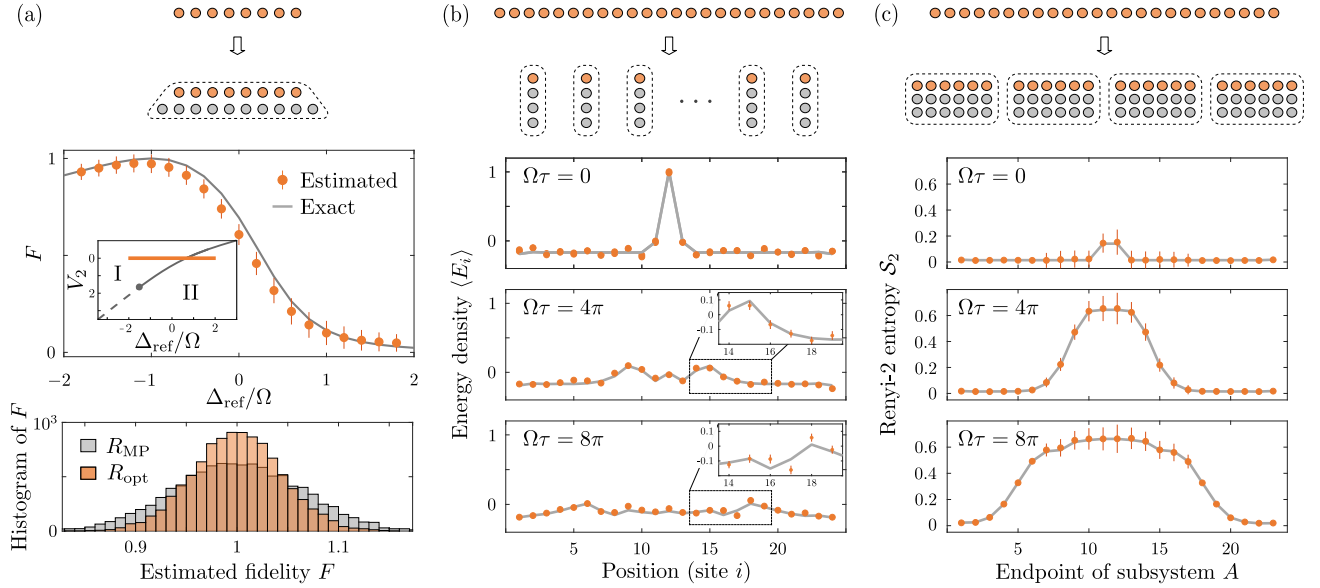 (a)
1
F
0
Estimated
Exact
V₂
0
2
I
II
−2
0
2
Δref/Ω
−2
−1
0
1
2
Δref/Ω
Histogram of F
10³
0
R_MP
R_opt
0.9
1
1.1
Estimated fidelity F
(b)
· · ·
Energy density ⟨Eᵢ⟩
Ωτ = 0
1
0
Ωτ = 4π
1
0
0.1
-0.1
14
16
18
Ωτ = 8π
1
0
0.1
-0.1
14
16
18
5
10
15
20
Position (site i)
(c)
Renyi-2 entropy S₂
Ωτ = 0
0.6
0.4
0.2
0
Ωτ = 4π
0.6
0.4
0.2
0
Ωτ = 8π
0.6
0.4
0.2
0
5
10
15
20
Endpoint of subsystem A